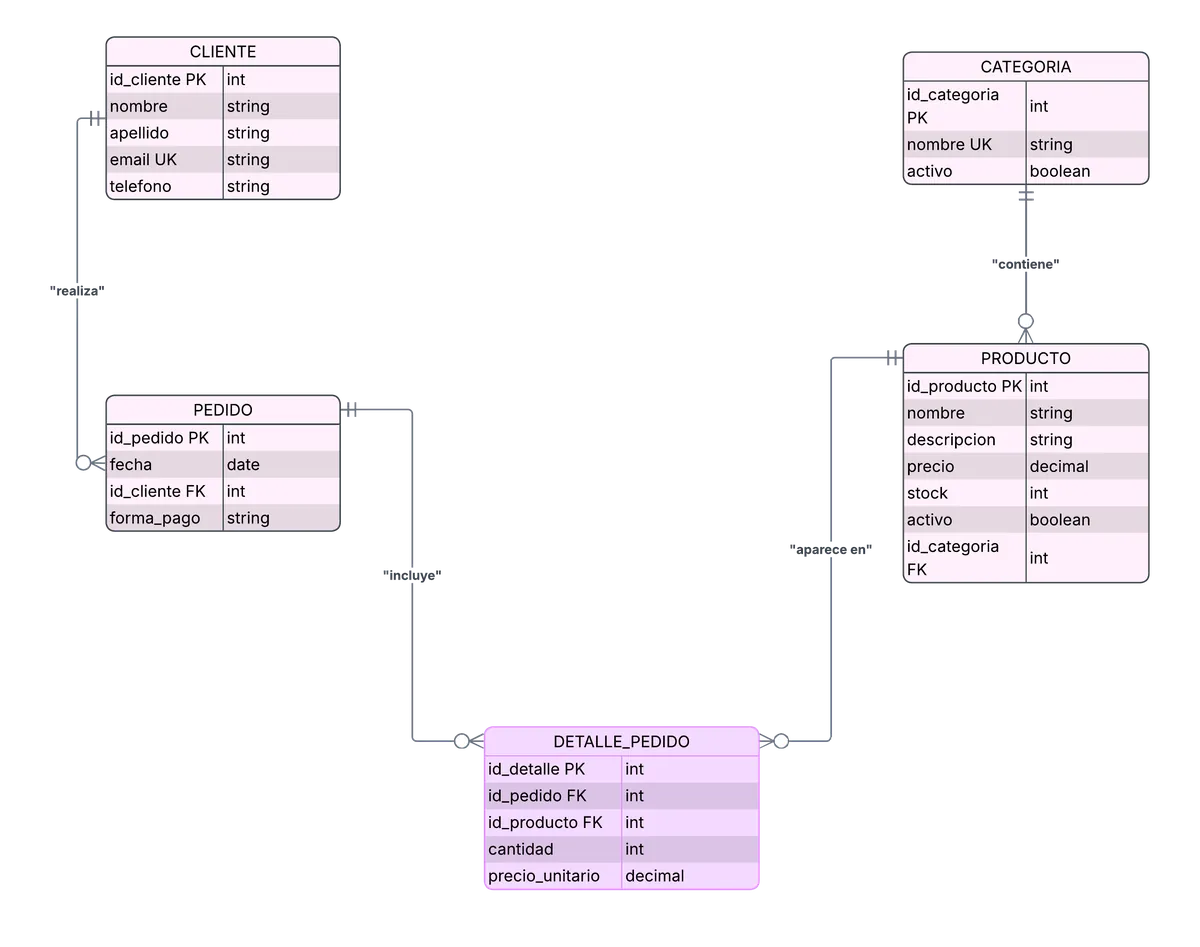 CLIENTE
id_cliente PK int
nombre string
apellido string
email UK string
telefono string
"realiza"
PEDIDO
id_pedido PK int
fecha date
id_cliente FK int
forma_pago string
"incluye"
CATEGORIA
id_categoria
PK
int
nombre UK string
activo boolean
"contiene"
PRODUCTO
id_producto PK int
nombre string
descripcion string
precio decimal
stock int
activo boolean
id_categoria
FK
int
"aparece en"
DETALLE_PEDIDO
id_detalle PK int
id_pedido FK int
id_producto FK int
cantidad int
precio_unitario decimal